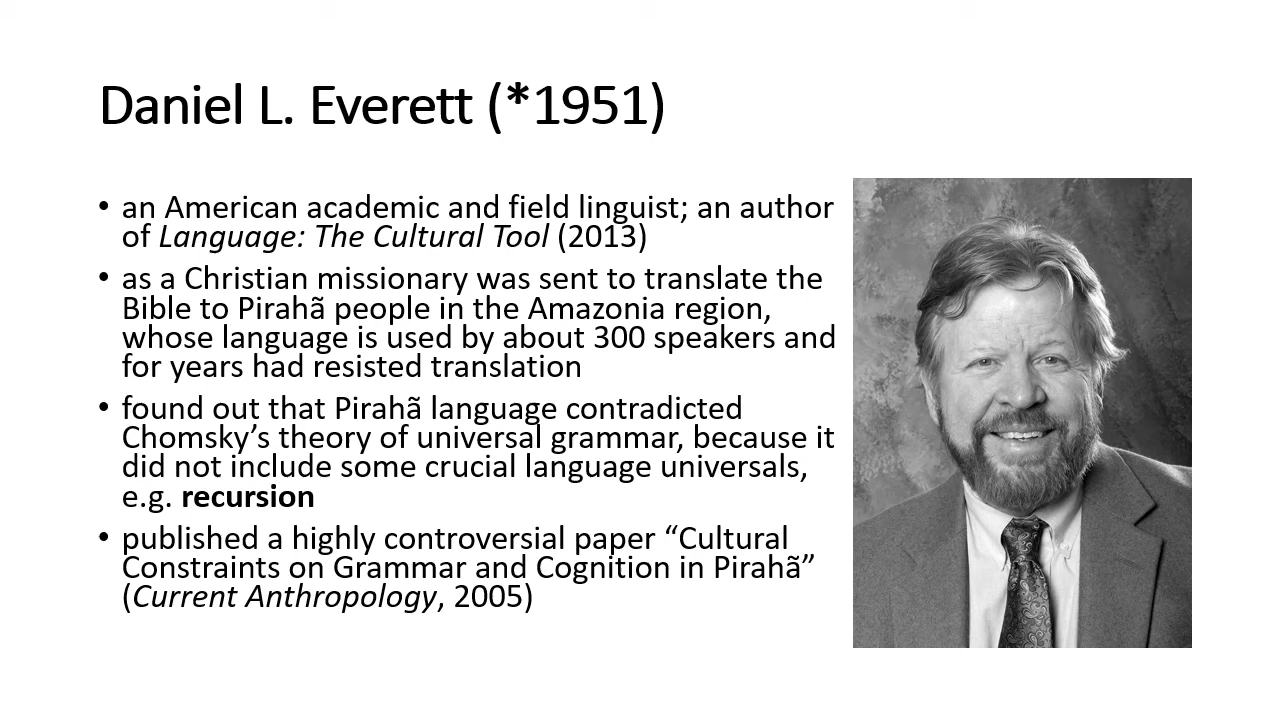 Daniel L. Everett (*1951)
• an American academic and field linguist; an author
of Language: The Cultural Tool (2013)
• as a Christian missionary was sent to translate the
Bible to Pirahã people in the Amazonia region,
whose language is used by about 300 speakers and
for years had resisted translation
• found out that Pirahã language contradicted
Chomsky’s theory of universal grammar, because it
did not include some crucial language universals,
e.g. recursion
• published a highly controversial paper “Cultural
Constraints on Grammar and Cognition in Pirahã”
(Current Anthropology, 2005)